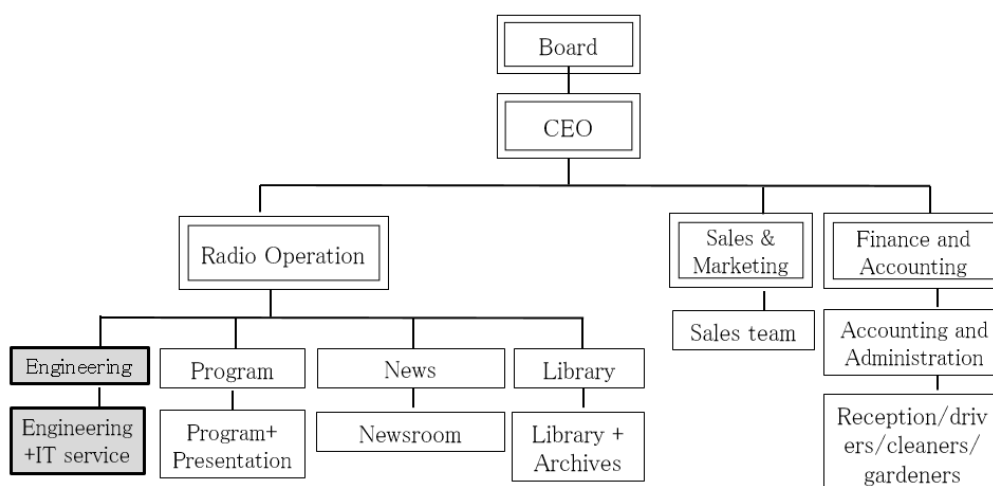 Board
CEO
Radio Operation
Sales &
Marketing
Finance and
Accounting
Engineering
Program
News
Library
Sales team
Accounting and
Administration
Engineering
+IT service
Program+
Presentation
Newsroom
Library +
Archives
Reception/driv
ers/cleaners/
gardeners